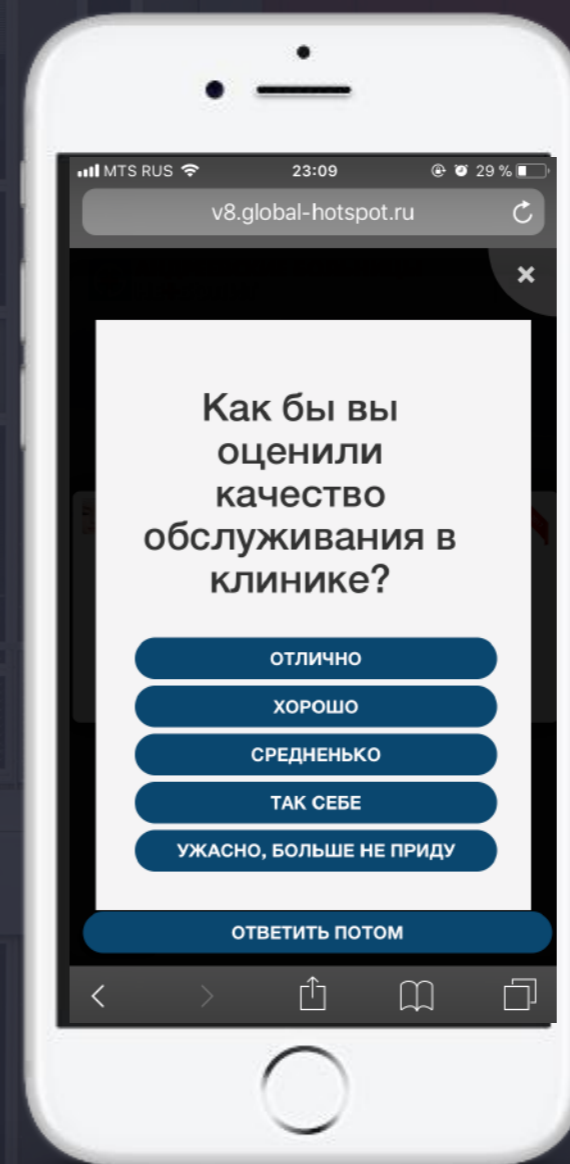 MTS RUS 23:09 29 %
v8.global-hotspot.ru
Как бы вы
оценили
качество
обслуживания в
клинике?
ОТЛИЧНО
ХОРОШО
СРЕДНЕНЬКО
ТАК СЕБЕ
УЖАСНО, БОЛЬШЕ НЕ ПРИДУ
ОТВЕТИТЬ ПОТОМ